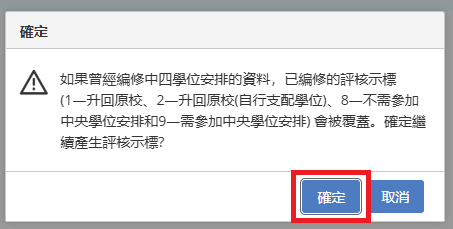 確定
如果曾經編修中四學位安排的資料，已編修的評核示標
(1—升回原校、2—升回原校(自行支配學位)、8—不需參加
中央學位安排和9—需參加中央學位安排) 會被覆蓋。確定繼
續產生評核示標?
確定 取消